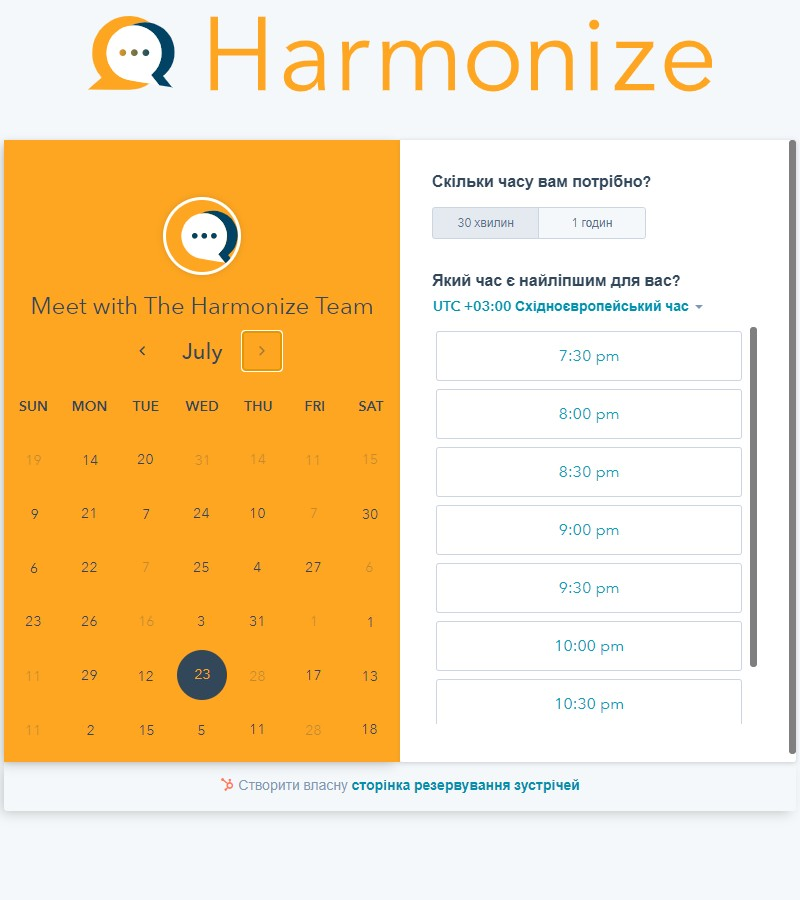 Harmonize
Meet with The Harmonize Team
July
SUN MON TUE WED THU FRI SAT
19 14 20 31 14 11 15
9 21 7 24 10 7 30
6 22 7 25 4 27 6
23 26 16 3 31 1 1
11 29 12 23 28 17 13
11 2 15 5 11 28 18
Скільки часу вам потрібно?
30 хвилин 1 годин
Який час є найліпшим для вас?
UTC +03:00 Східноєвропейський час
7:30 pm
8:00 pm
8:30 pm
9:00 pm
9:30 pm
10:00 pm
10:30 pm
Створити власну сторінка резервування зустрічей